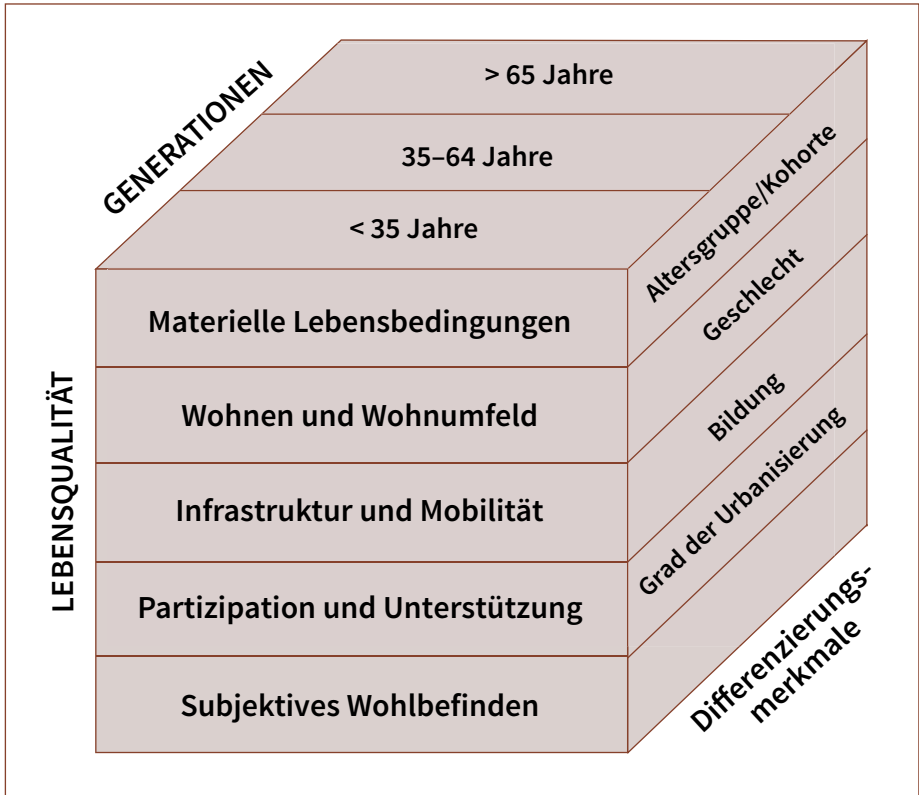 GENERATIONEN
> 65 Jahre
35–64 Jahre
< 35 Jahre
LEBENSQUALITÄT
Materielle Lebensbedingungen
Wohnen und Wohnumfeld
Infrastruktur und Mobilität
Partizipation und Unterstützung
Subjektives Wohlbefinden
Altersgruppe/Kohorte
Geschlecht
Bildung
Grad der Urbanisierung
Differenzierungs-
merkmale